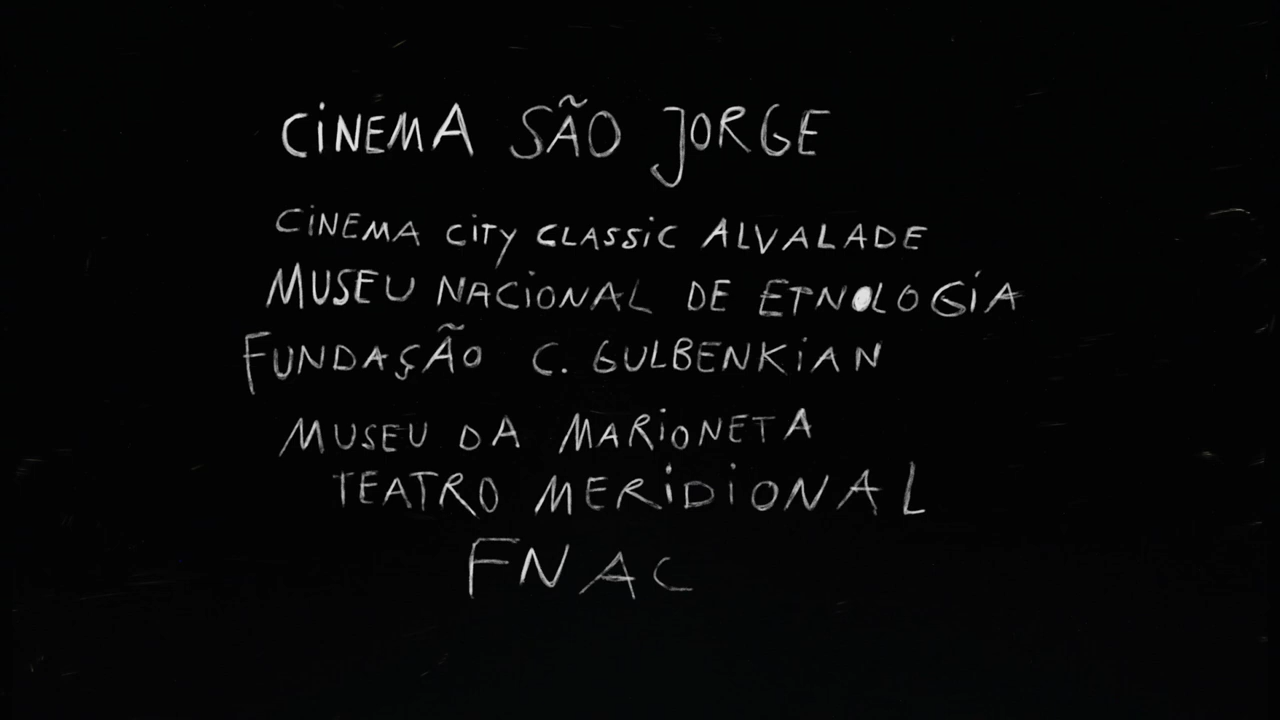 CiNEMA SÃO JORGE
CiNEMA CiTy CLASSiC ALVALADE
MUSEU NACiONAL DE ETNOLOGiA
FUNDAÇÃO C. GULBENKiAN
MUSEU DA MARiONETA
TEATRO MERiDiONAL
FNAC